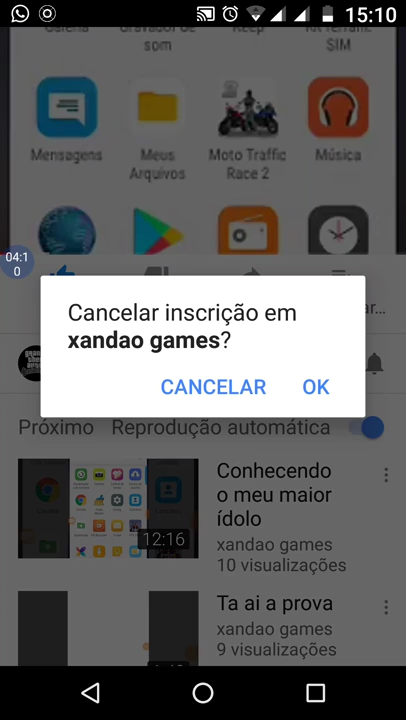 15:10
Galeria
Gravador de
som
Keep
Kit ferram.
SIM
Mensagens
Meus
Arquivos
Moto Traffic
Race 2
Música
04:1
0
Cancelar inscrição em
xandao games?
CANCELAR OK
Próximo Reprodução automática
Conhecendo
o meu maior
ídolo
xandao games
10 visualizações
12:16
Ta ai a prova
xandao games
9 visualizações